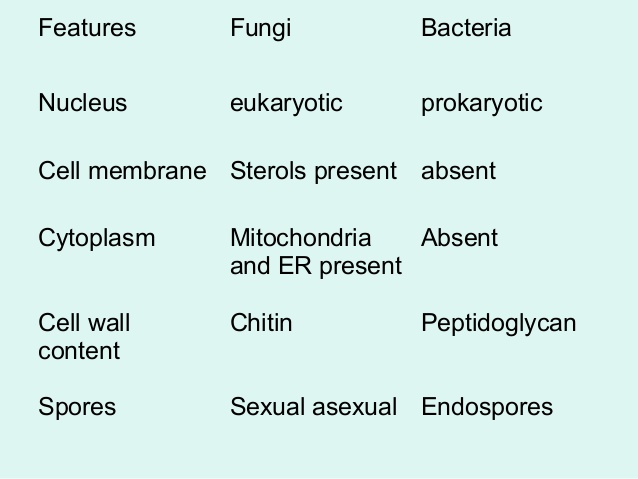 Features Fungi Bacteria
Nucleus eukaryotic prokaryotic
Cell membrane Sterols present absent
Cytoplasm Mitochondria Absent
and ER present
Cell wall Chitin Peptidoglycan
content
Spores Sexual asexual Endospores